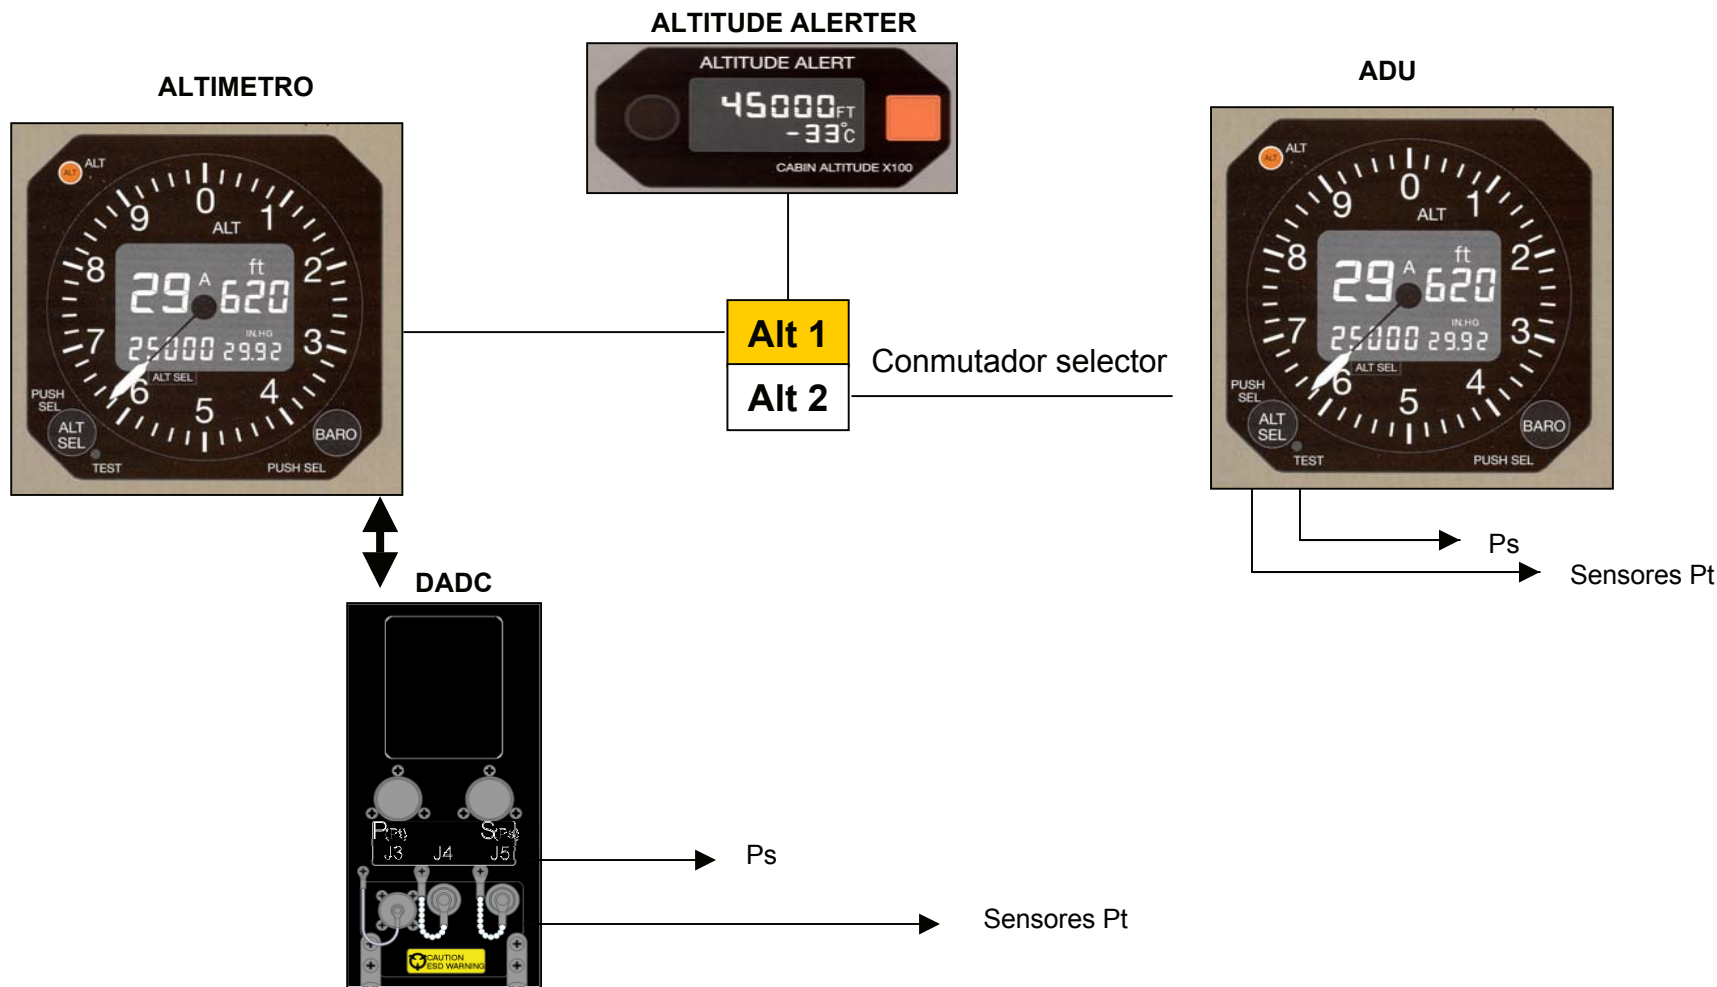 ALTITUDE ALERTER
ALTITUDE ALERT
45000FT
-33°C
CABIN ALTITUDE X100
ALTIMETRO
ALT
ALT
0
1
2
3
4
5
6
7
8
9
ALT
ft
29 A 620
IN.HG
25000 29.92
ALT SEL
PUSH
SEL
ALT
SEL
TEST
BARO
PUSH SEL
Alt 1
Alt 2
Conmutador selector
ADU
ALT
ALT
0
1
2
3
4
5
6
7
8
9
ALT
ft
29 A 620
IN.HG
25000 29.92
ALT SEL
PUSH
SEL
ALT
SEL
TEST
BARO
PUSH SEL
Ps
Sensores Pt
DADC
P(Pt) S(Ps)
J3 J4 J5
CAUTION
ESD WARNING
Ps
Sensores Pt